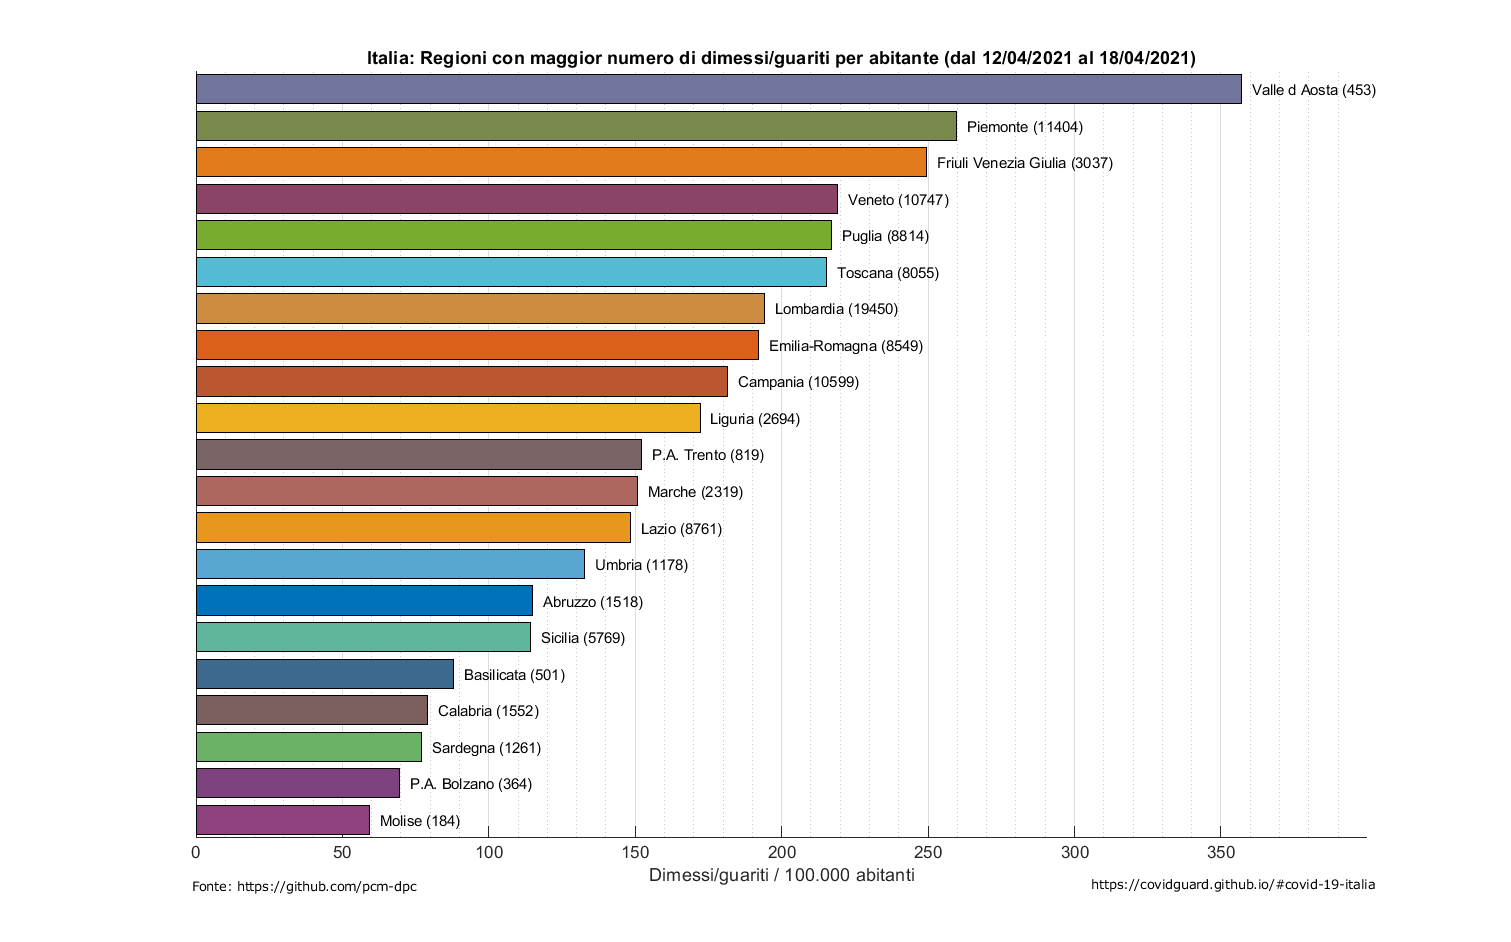 Italia: Regioni con maggior numero di dimessi/guariti per abitante (dal 12/04/2021 al 18/04/2021)
Valle d Aosta (453)
Piemonte (11404)
Friuli Venezia Giulia (3037)
Veneto (10747)
Puglia (8814)
Toscana (8055)
Lombardia (19450)
Emilia-Romagna (8549)
Campania (10599)
Liguria (2694)
P.A. Trento (819)
Marche (2319)
Lazio (8761)
Umbria (1178)
Abruzzo (1518)
Sicilia (5769)
Basilicata (501)
Calabria (1552)
Sardegna (1261)
P.A. Bolzano (364)
Molise (184)
0 50 100 150 200 250 300 350
Dimessi/guariti / 100.000 abitanti
Fonte: https://github.com/pcm-dpc
https://covidguard.github.io/#covid-19-italia